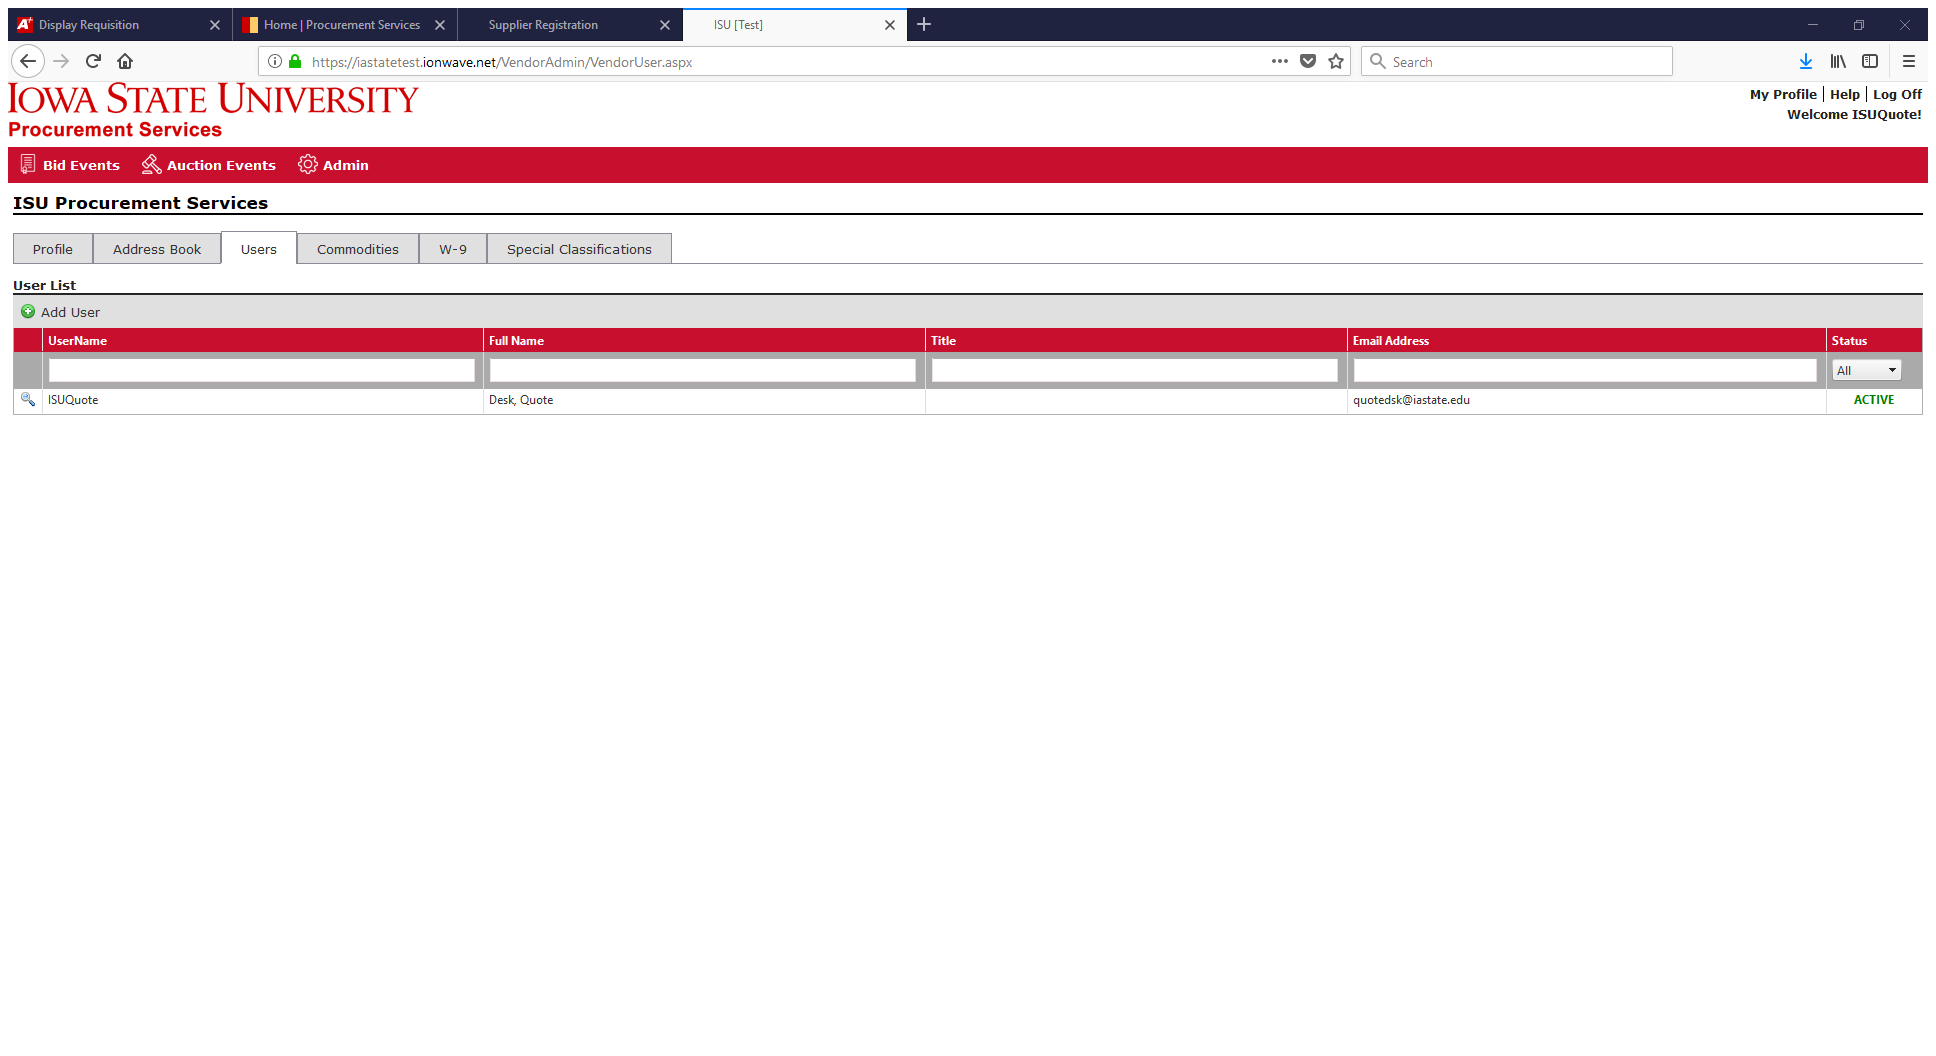 Display Requisition
Home | Procurement Services
Supplier Registration
ISU [Test]
https://iastatetest.ionwave.net/VendorAdmin/VendorUser.aspx
Search
IOWA STATE UNIVERSITY
Procurement Services
My Profile | Help | Log Off
Welcome ISUQuote!
Bid Events
Auction Events
Admin
ISU Procurement Services
Profile
Address Book
Users
Commodities
W-9
Special Classifications
User List
Add User
UserName
Full Name
Title
Email Address
Status
All
ISUQuote
Desk, Quote
quotedsk@iastate.edu
ACTIVE